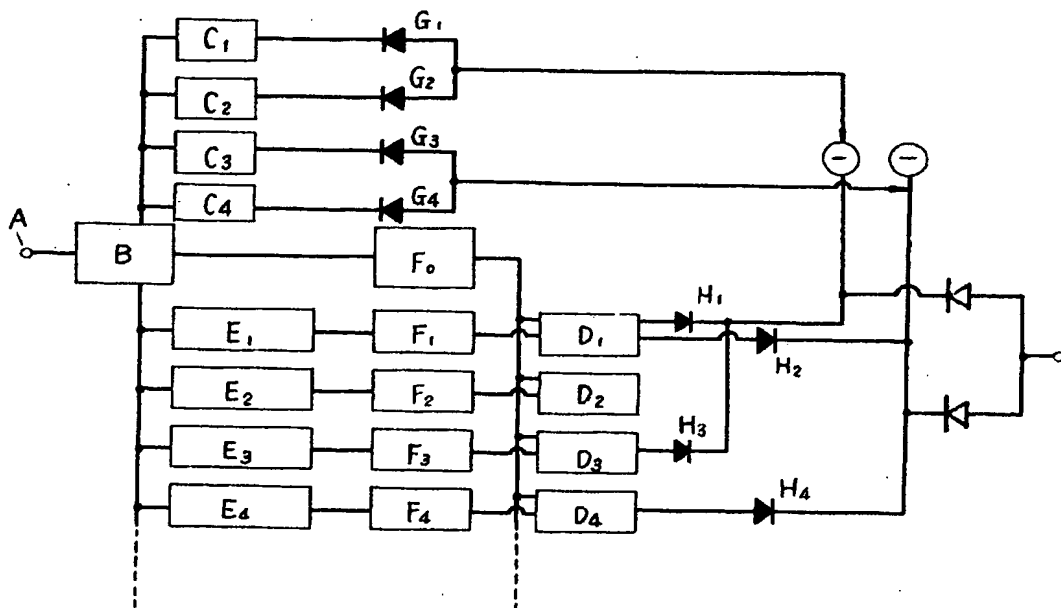 C₁ G₁
C₂ G₂
C₃ G₃
C₄ G₄
A
B F₀
E₁ F₁ D₁ H₁
H₂
E₂ F₂ D₂
E₃ F₃ D₃ H₃
E₄ F₄ D₄ H₄